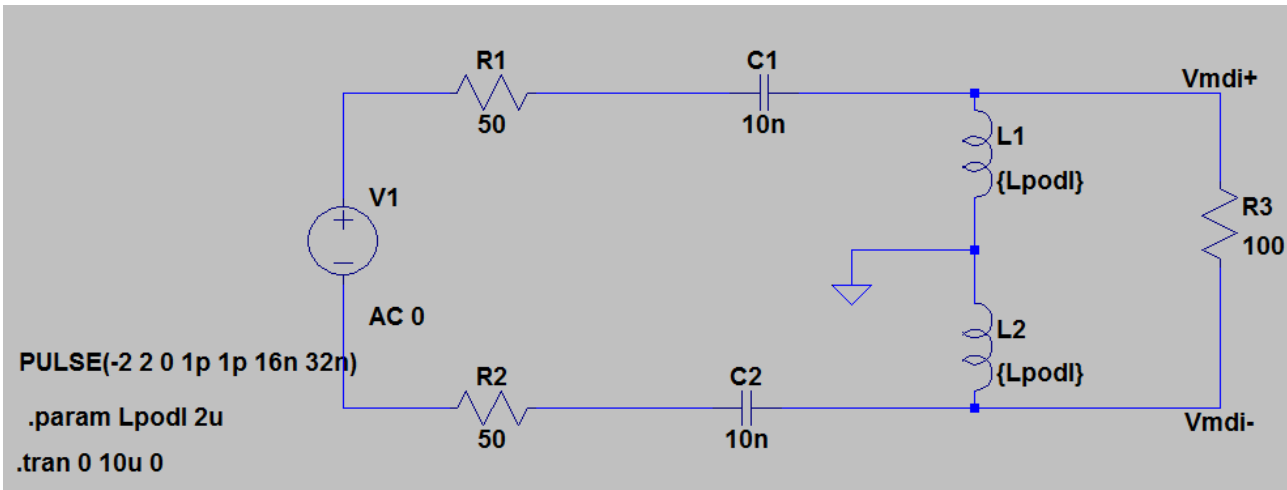 R1
50
C1
10n
Vmdi+
L1
{Lpodl}
V1
R3
100
AC 0
L2
{Lpodl}
PULSE(-2 2 0 1p 1p 16n 32n)
R2
50
C2
10n
.param Lpodl 2u
Vmdi-
.tran 0 10u 0